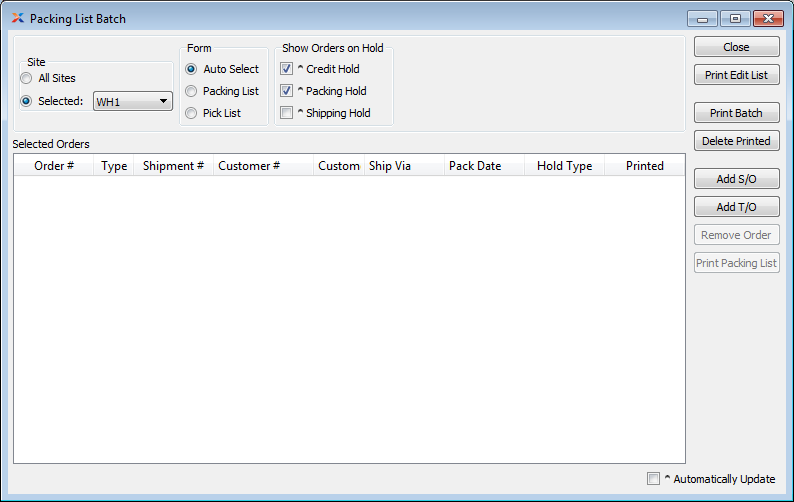 Packing List Batch
Site
All Sites
Selected:
WH1
Form
Auto Select
Packing List
Pick List
Show Orders on Hold
^ Credit Hold
^ Packing Hold
^ Shipping Hold
Close
Print Edit List
Print Batch
Delete Printed
Add S/O
Add T/O
Remove Order
Print Packing List
Selected Orders
Order # Type Shipment # Customer # Custom Ship Via Pack Date Hold Type Printed
^ Automatically Update